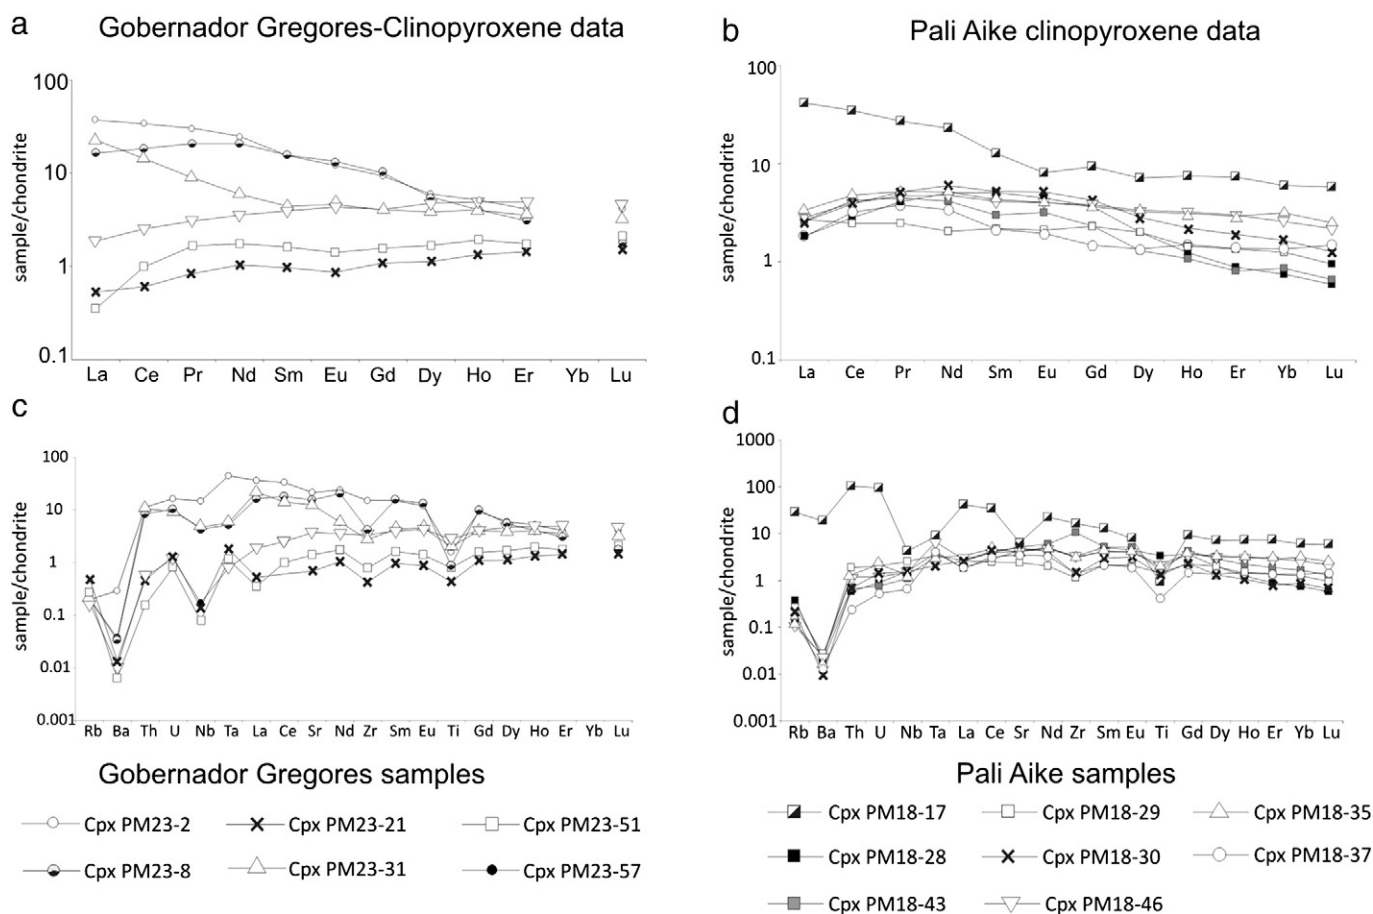 a
Gobernador Gregores-Clinopyroxene data
100
10
1
0.1
sample/chondrite
La Ce Pr Nd Sm Eu Gd Dy Ho Er Yb Lu
b
Pali Aike clinopyroxene data
100
10
1
0.1
sample/chondrite
La Ce Pr Nd Sm Eu Gd Dy Ho Er Yb Lu
c
100
10
1
0.1
0.01
0.001
sample/chondrite
Rb Ba Th U Nb Ta La Ce Sr Nd Zr Sm Eu Ti Gd Dy Ho Er Yb Lu
d
1000
100
10
1
0.1
0.01
0.001
sample/chondrite
Rb Ba Th U Nb Ta La Ce Sr Nd Zr Sm Eu Ti Gd Dy Ho Er Yb Lu
Gobernador Gregores samples
Cpx PM23-2 Cpx PM23-21 Cpx PM23-51
Cpx PM23-8 Cpx PM23-31 Cpx PM23-57
Pali Aike samples
Cpx PM18-17 Cpx PM18-29 Cpx PM18-35
Cpx PM18-28 Cpx PM18-30 Cpx PM18-37
Cpx PM18-43 Cpx PM18-46